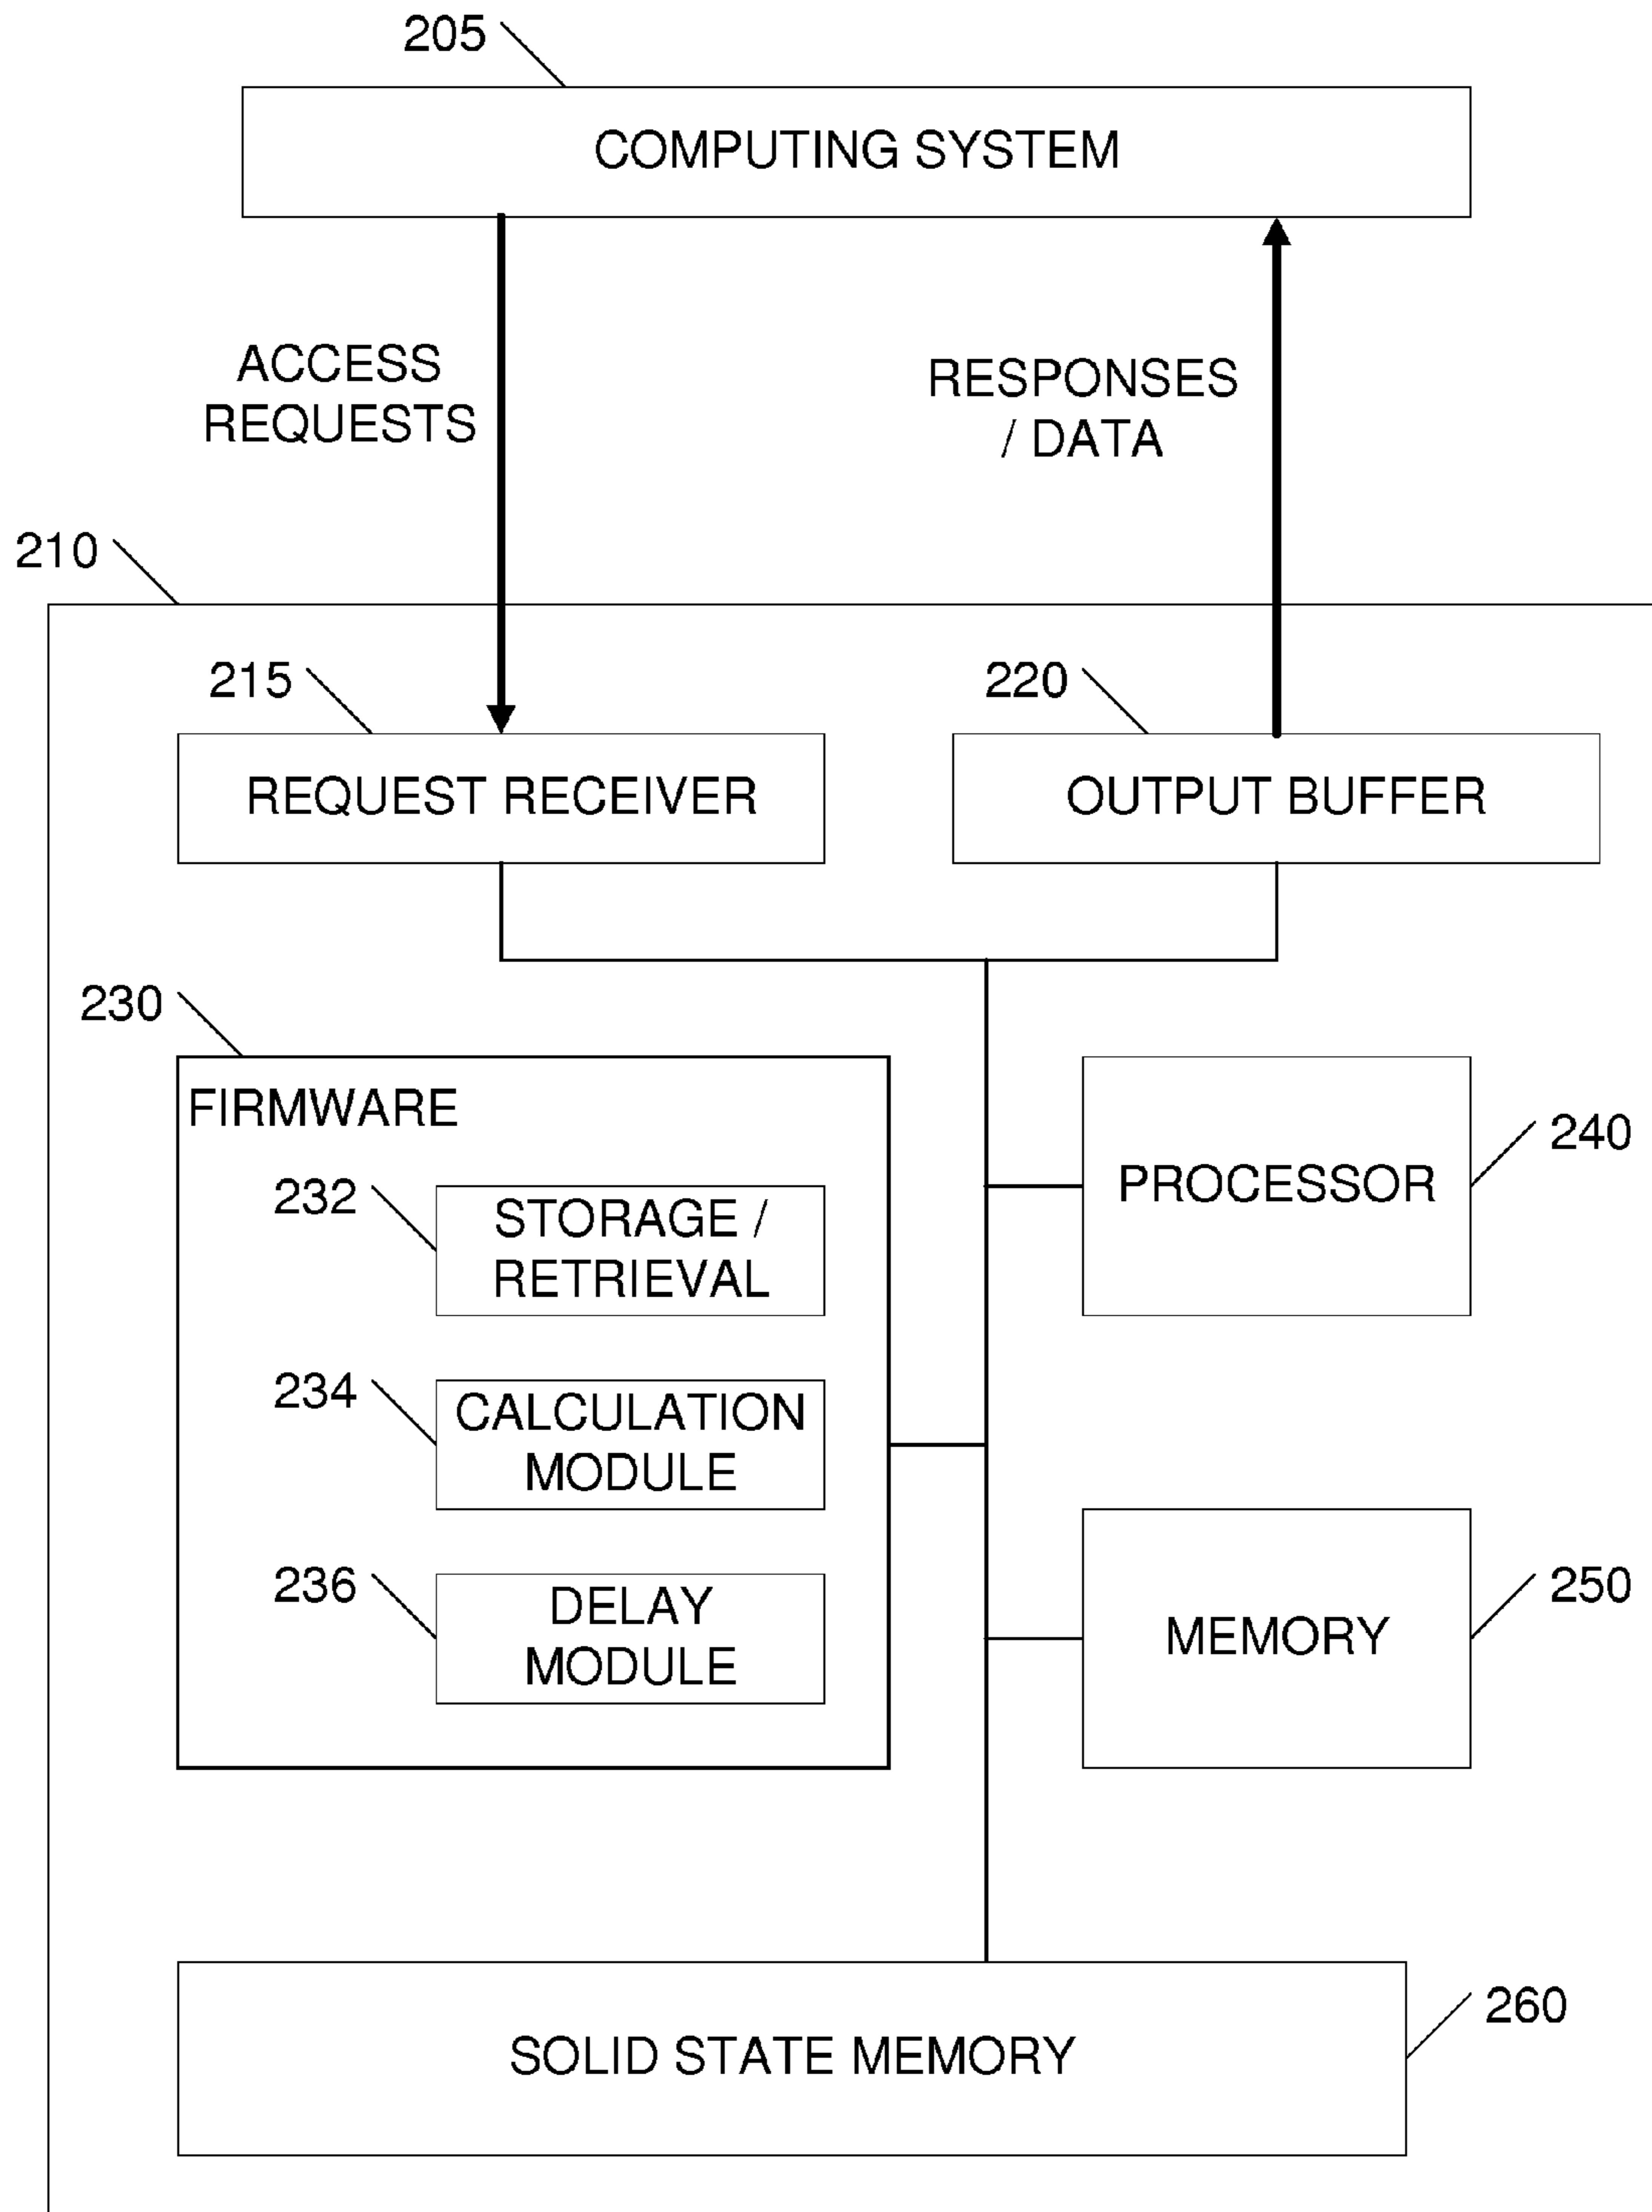 205
COMPUTING SYSTEM
ACCESS
REQUESTS
RESPONSES
/ DATA
210
215
220
REQUEST RECEIVER
OUTPUT BUFFER
230
FIRMWARE
232
STORAGE /
RETRIEVAL
234
CALCULATION
MODULE
236
DELAY
MODULE
240
PROCESSOR
250
MEMORY
260
SOLID STATE MEMORY